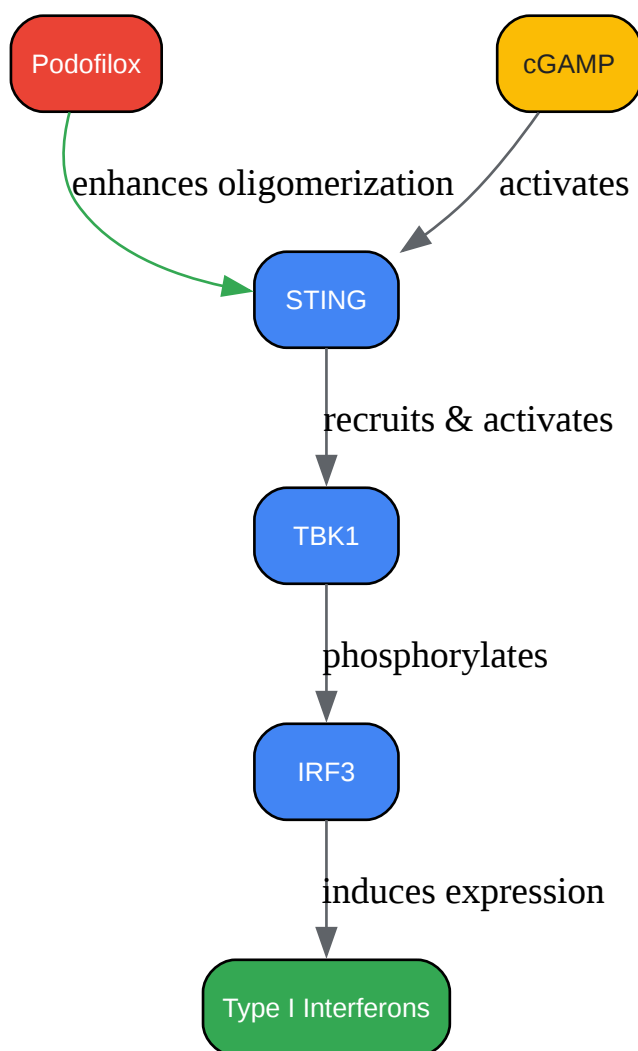 Podofilox
cGAMP
enhances oligomerization
activates
STING
recruits & activates
TBK1
phosphorylates
IRF3
induces expression
Type I Interferons